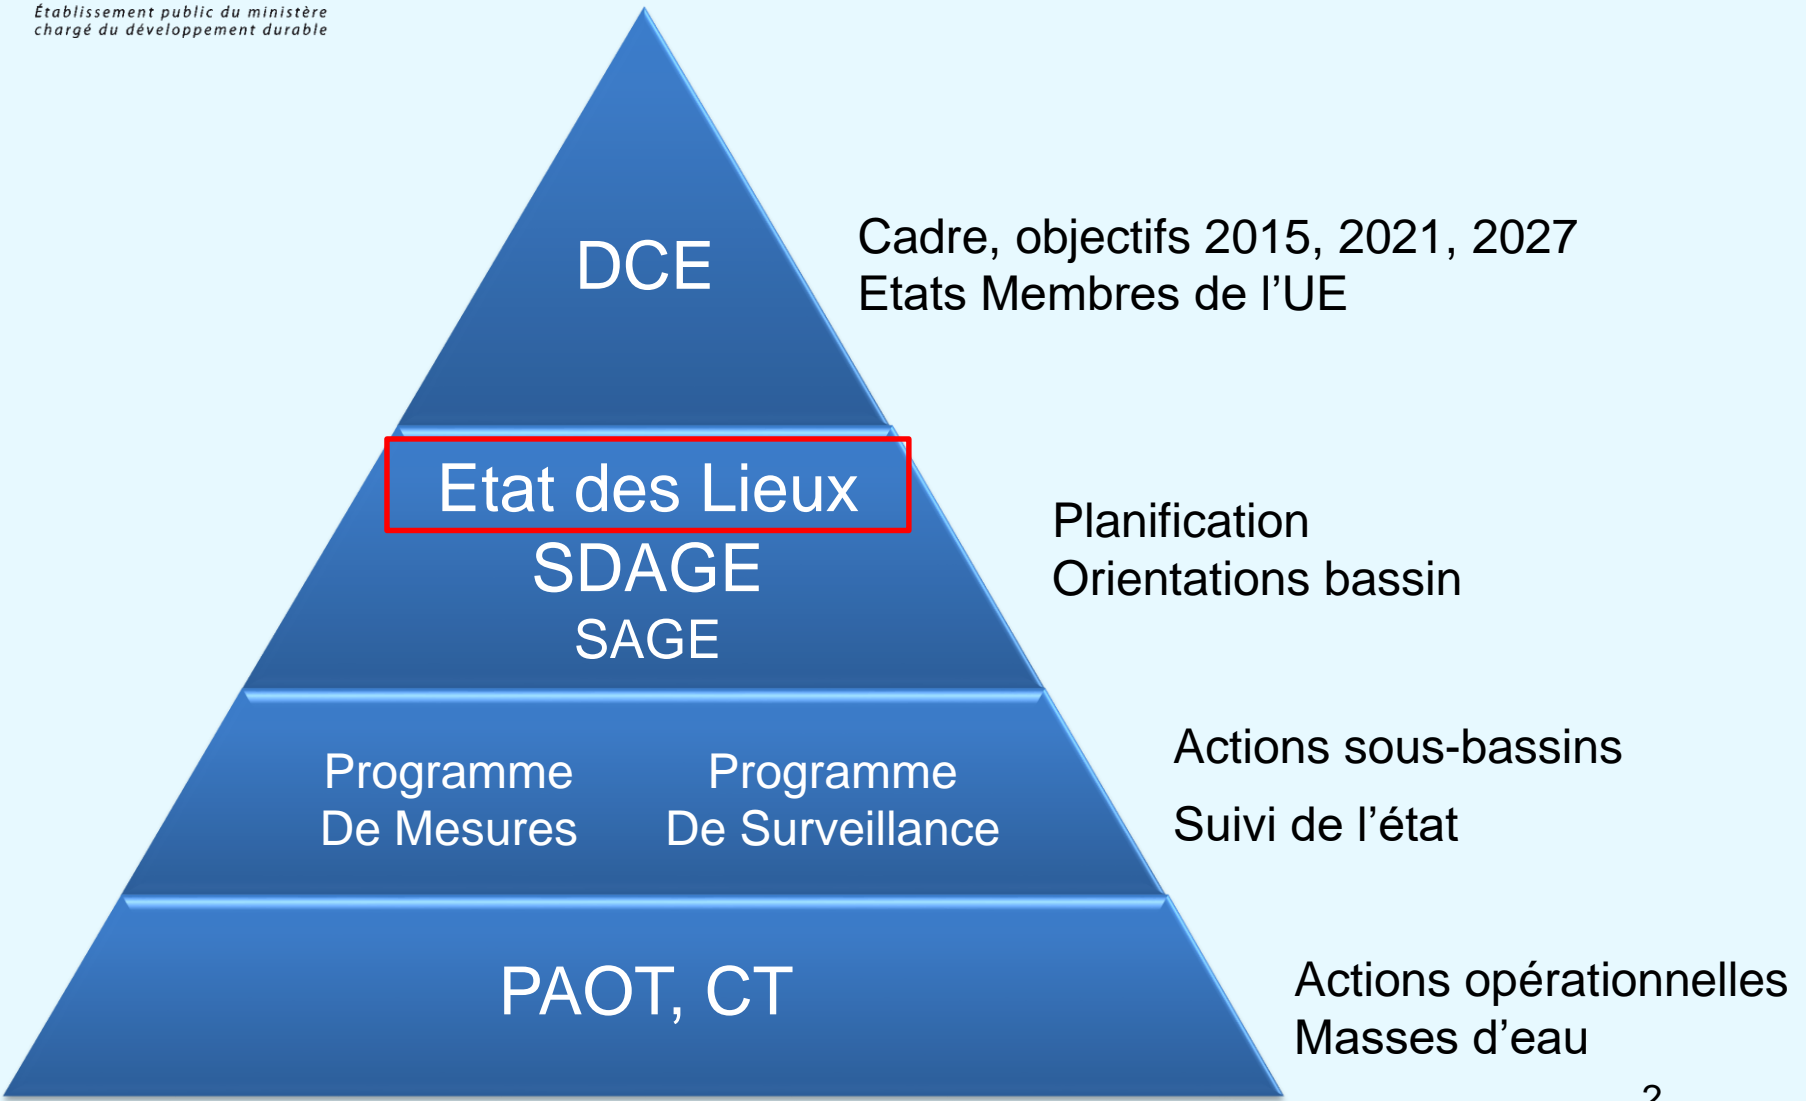 Établissement public du ministère
chargé du développement durable
DCE
Cadre, objectifs 2015, 2021, 2027
Etats Membres de l’UE
Etat des Lieux
SDAGE
SAGE
Planification
Orientations bassin
Programme
De Mesures
Programme
De Surveillance
Actions sous-bassins
Suivi de l’état
PAOT, CT
Actions opérationnelles
Masses d’eau
2